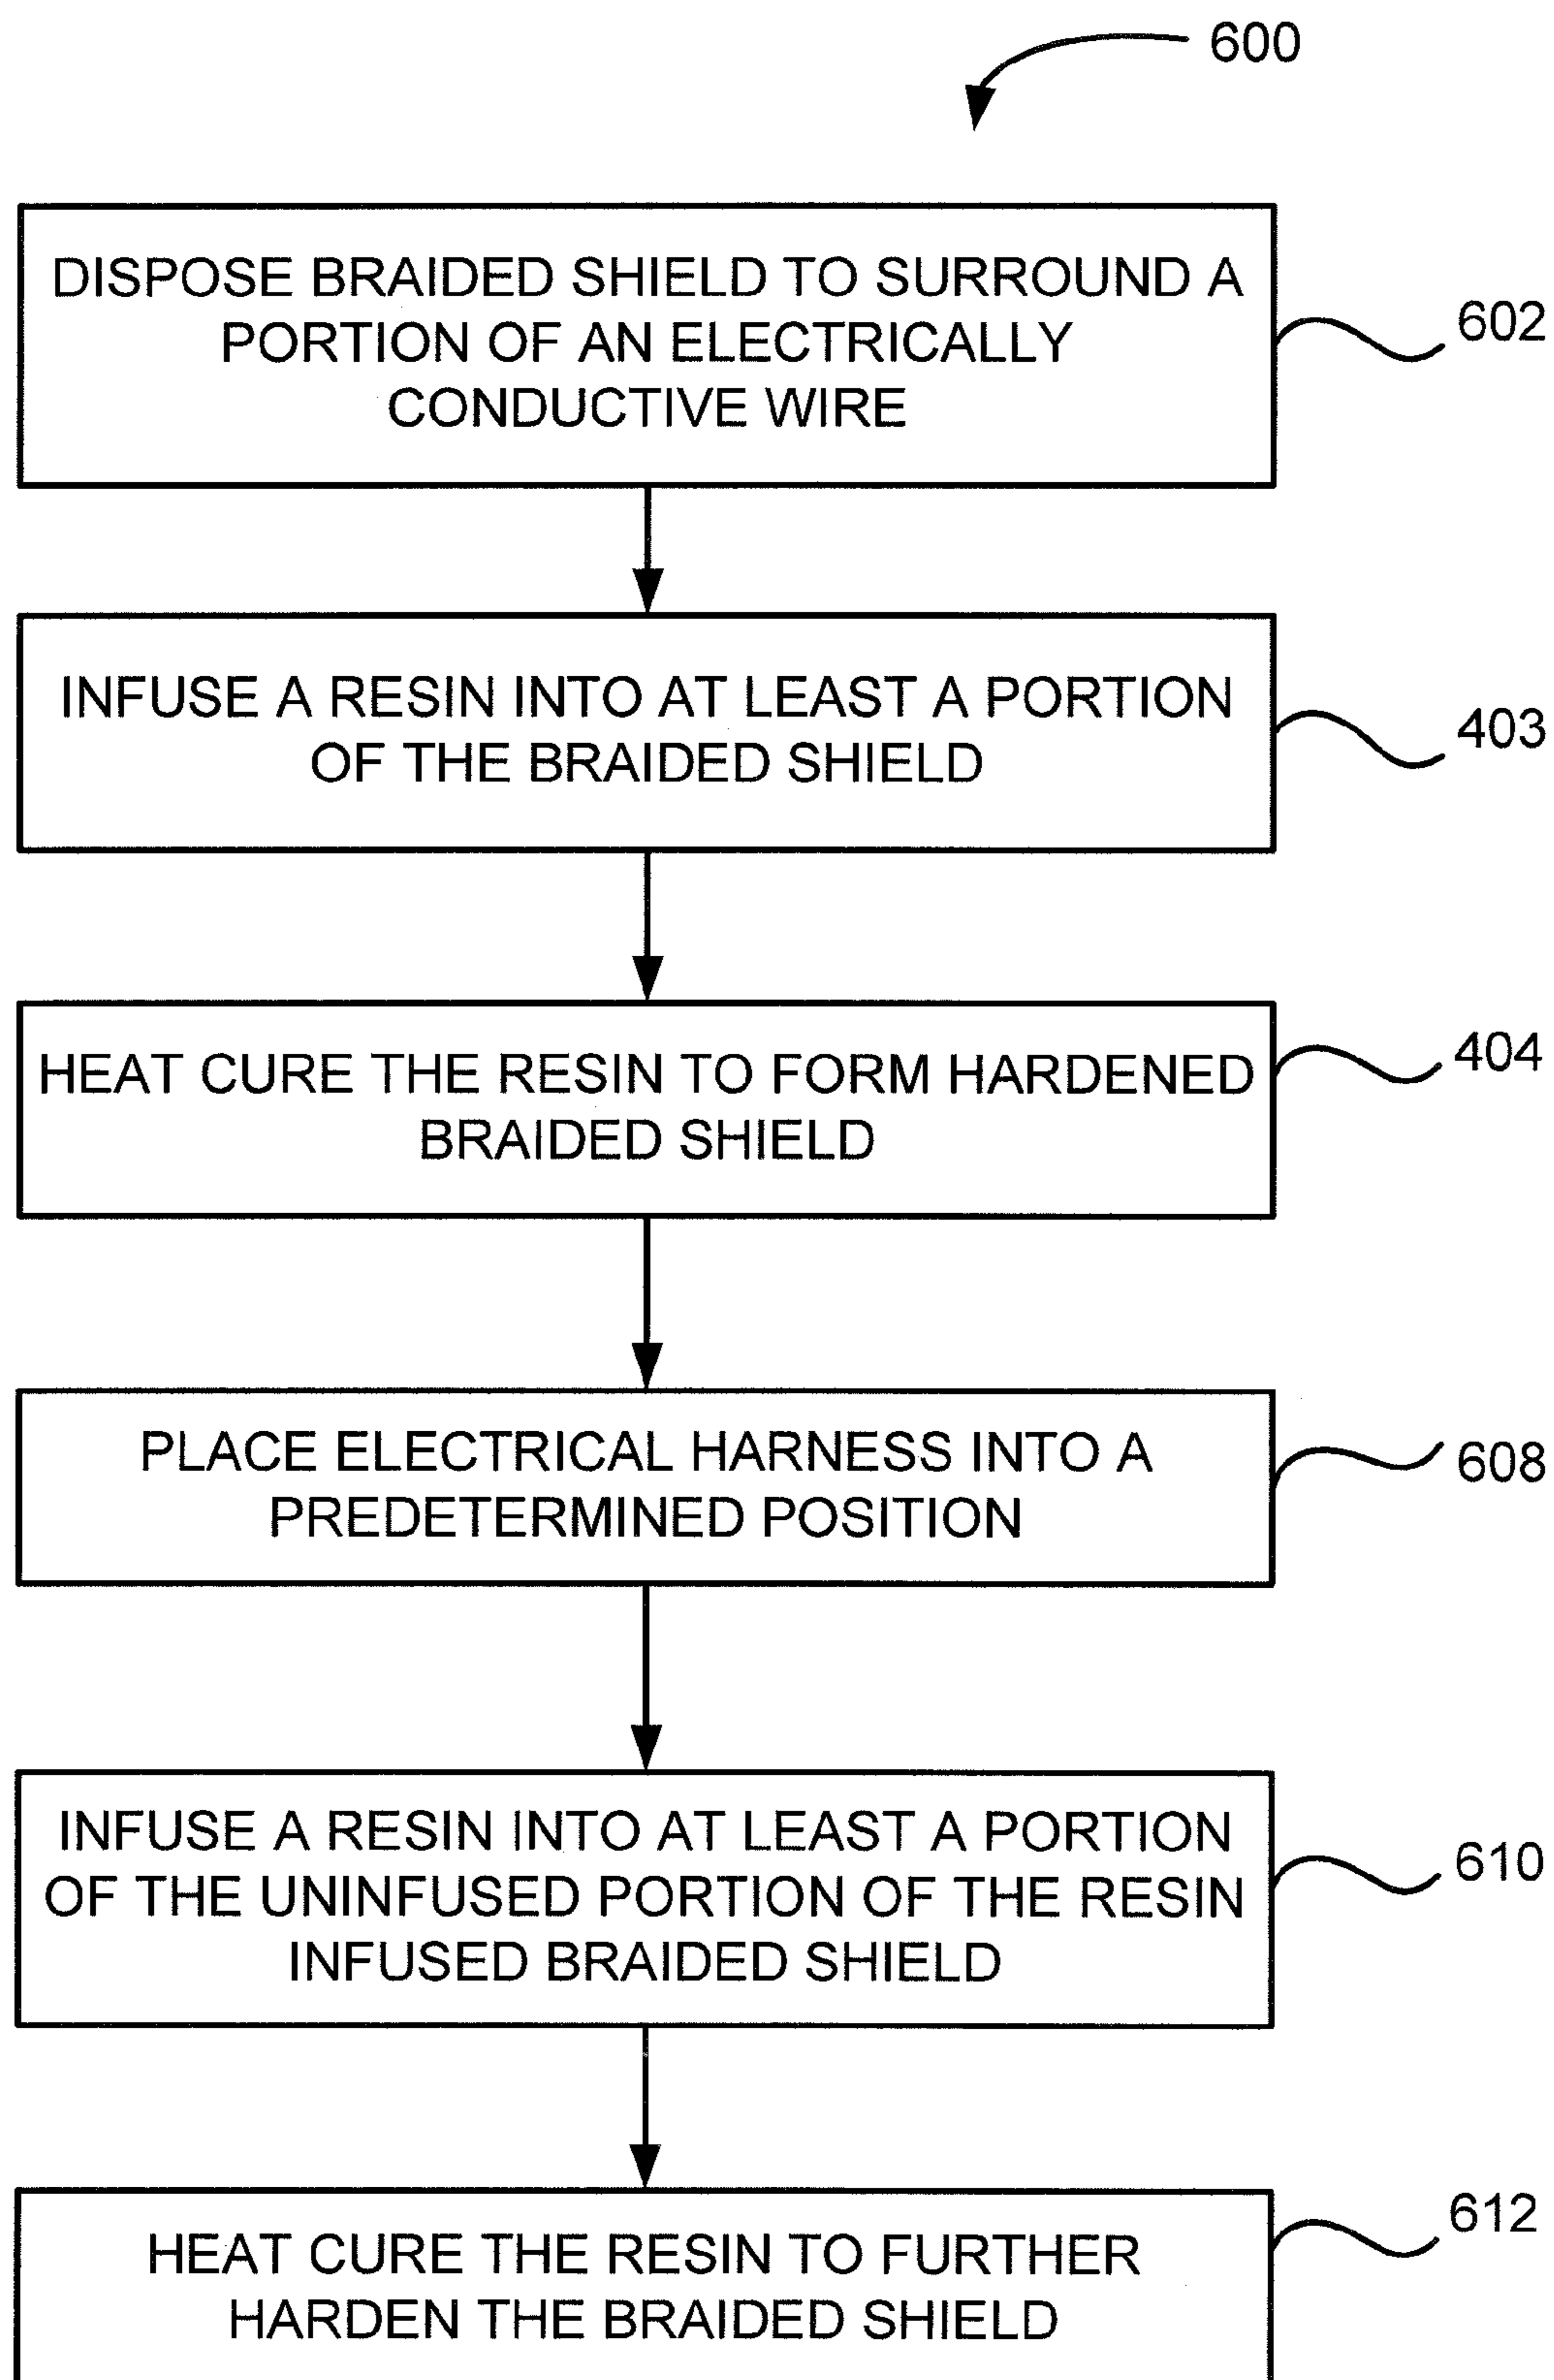 600
DISPOSE BRAIDED SHIELD TO SURROUND A
PORTION OF AN ELECTRICALLY
CONDUCTIVE WIRE
602
INFUSE A RESIN INTO AT LEAST A PORTION
OF THE BRAIDED SHIELD
403
HEAT CURE THE RESIN TO FORM HARDENED
BRAIDED SHIELD
404
PLACE ELECTRICAL HARNESS INTO A
PREDETERMINED POSITION
608
INFUSE A RESIN INTO AT LEAST A PORTION
OF THE UNINFUSED PORTION OF THE RESIN
INFUSED BRAIDED SHIELD
610
HEAT CURE THE RESIN TO FURTHER
HARDEN THE BRAIDED SHIELD
612